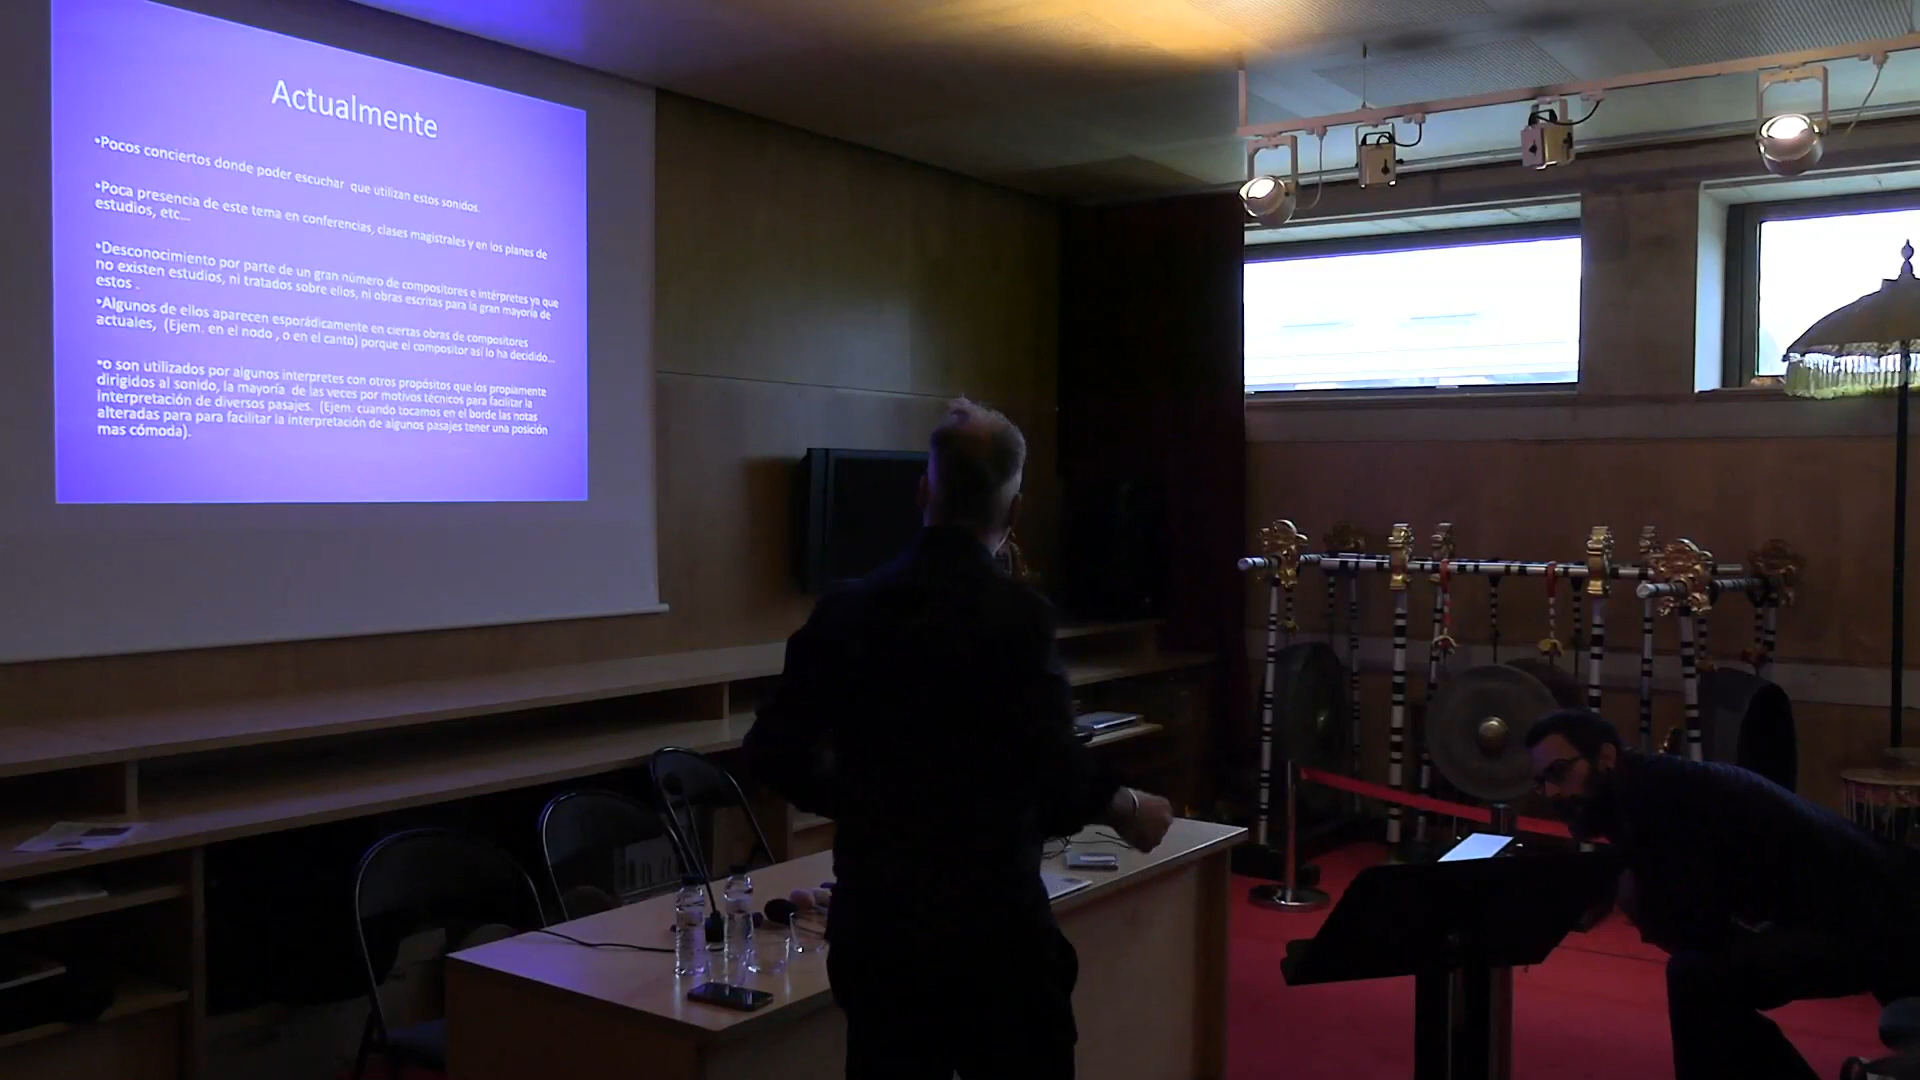 Actualmente
•Pocos conciertos donde poder escuchar que utilizan estos sonidos.
•Poca presencia de este tema en conferencias, clases magistrales y en los planes de
estudios, etc...
•Desconocimiento por parte de un gran número de compositores e intérpretes ya que
no existen estudios, ni tratados sobre ellos, ni obras escritas para la gran mayoría de
estos .
•Algunos de ellos aparecen esporádicamente en ciertas obras de compositores
actuales, (Ejem. en el nodo , o en el canto) porque el compositor así lo ha decidido...
•o son utilizados por algunos interpretes con otros propósitos que los propiamente
dirigidos al sonido, la mayoría de las veces por motivos técnicos para facilitar la
interpretación de diversos pasajes. (Ejem. cuando tocamos en el borde las notas
alteradas para para facilitar la interpretación de algunos pasajes tener una posición
mas cómoda).